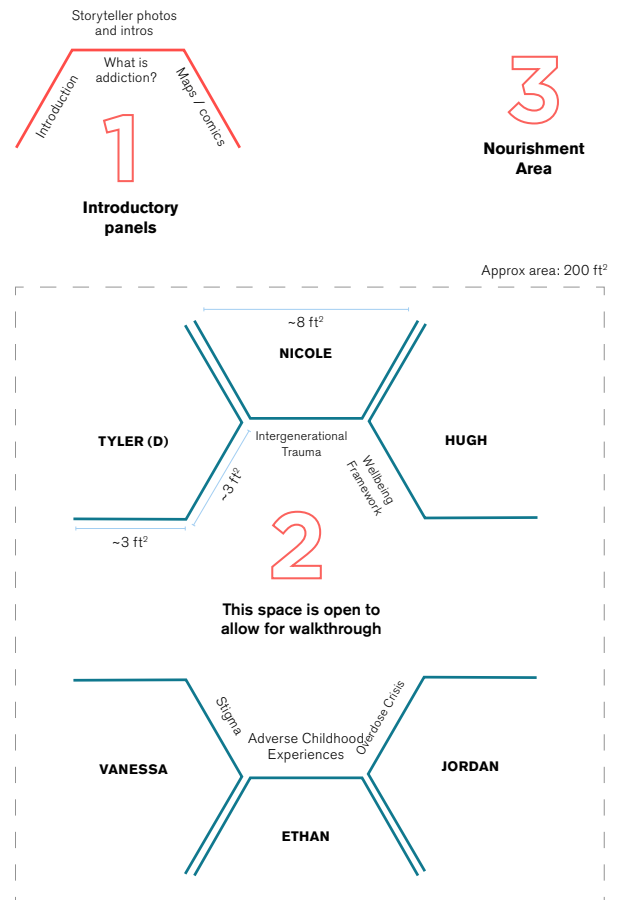 Storyteller photos
and intros
What is
addiction?
Introduction
Maps / comics
1
Introductory
panels
3
Nourishment
Area
Approx area: 200 ft²
~8 ft²
NICOLE
TYLER (D)
HUGH
Intergenerational
Trauma
Wellbeing
Framework
~3 ft²
~3 ft²
2
This space is open to
allow for walkthrough
Stigma
Overdose Crisis
Adverse Childhood
Experiences
VANESSA
JORDAN
ETHAN